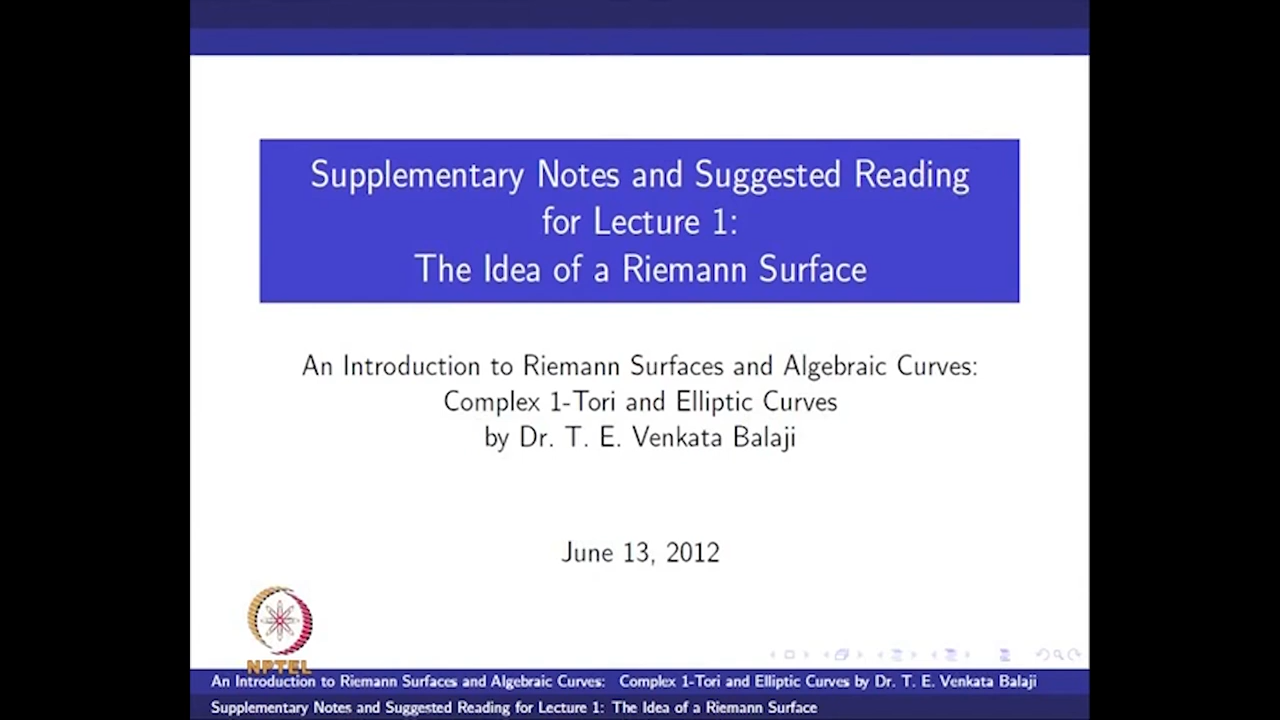 Supplementary Notes and Suggested Reading
for Lecture 1:
The Idea of a Riemann Surface
An Introduction to Riemann Surfaces and Algebraic Curves:
Complex 1-Tori and Elliptic Curves
by Dr. T. E. Venkata Balaji
June 13, 2012
NPTEL
An Introduction to Riemann Surfaces and Algebraic Curves: Complex 1-Tori and Elliptic Curves by Dr. T. E. Venkata Balaji
Supplementary Notes and Suggested Reading for Lecture 1: The Idea of a Riemann Surface